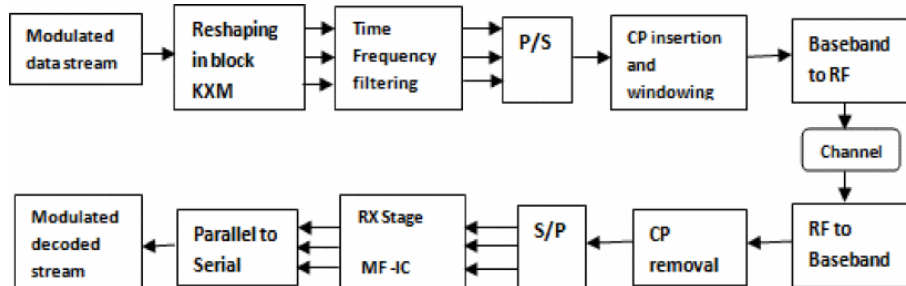 Modulated
data stream
Reshaping
in block
KXM
Time
Frequency
filtering
P/S
CP insertion
and
windowing
Baseband
to RF
Channel
Modulated
decoded
stream
Parallel to
Serial
RX Stage
MF -IC
S/P
CP
removal
RF to
Baseband